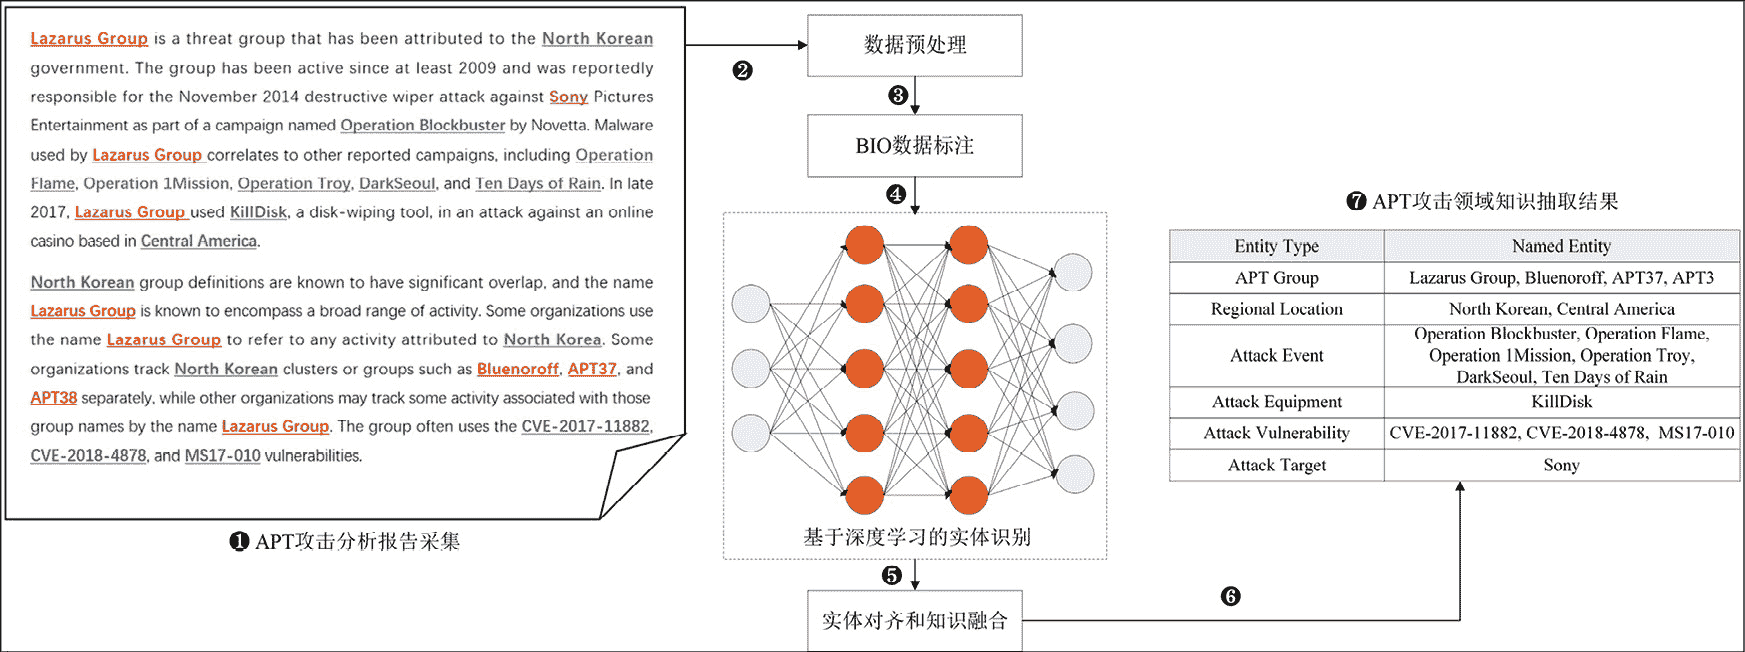 Lazarus Group is a threat group that has been attributed to the North Korean
government. The group has been active since at least 2009 and was reportedly
responsible for the November 2014 destructive wiper attack against Sony Pictures
Entertainment as part of a campaign named Operation Blockbuster by Novetta. Malware
used by Lazarus Group correlates to other reported campaigns, including Operation
Flame, Operation 1Mission, Operation Troy, DarkSeoul, and Ten Days of Rain. In late
2017, Lazarus Group used KillDisk, a disk-wiping tool, in an attack against an online
casino based in Central America.
North Korean group definitions are known to have significant overlap, and the name
Lazarus Group is known to encompass a broad range of activity. Some organizations use
the name Lazarus Group to refer to any activity attributed to North Korea. Some
organizations track North Korean clusters or groups such as Bluenoroff, APT37, and
APT38 separately, while other organizations may track some activity associated with those
group names by the name Lazarus Group. The group often uses the CVE-2017-11882,
CVE-2018-4878, and MS17-010 vulnerabilities.
❶ APT攻击分析报告采集
❷
数据预处理
❸
BIO数据标注
❹
基于深度学习的实体识别
❺
实体对齐和知识融合
❻
❼ APT攻击领域知识抽取结果
Entity Type Named Entity
APT Group Lazarus Group, Bluenoroff, APT37, APT3
Regional Location North Korean, Central America
Attack Event Operation Blockbuster, Operation Flame,
Operation 1Mission, Operation Troy,
DarkSeoul, Ten Days of Rain
Attack Equipment KillDisk
Attack Vulnerability CVE-2017-11882, CVE-2018-4878, MS17-010
Attack Target Sony